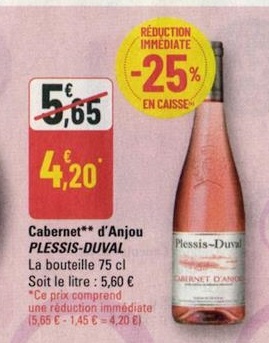 RÉDUCTION
IMMÉDIATE
-25%
EN CAISSE
5,65€
4,20€*
Cabernet** d'Anjou
PLESSIS-DUVAL
La bouteille 75 cl
Soit le litre : 5,60 €
*Ce prix comprend
une réduction immédiate
(5,65 € - 1,45 € = 4,20 €)
Plessis-Duval
CABERNET D'ANJOU